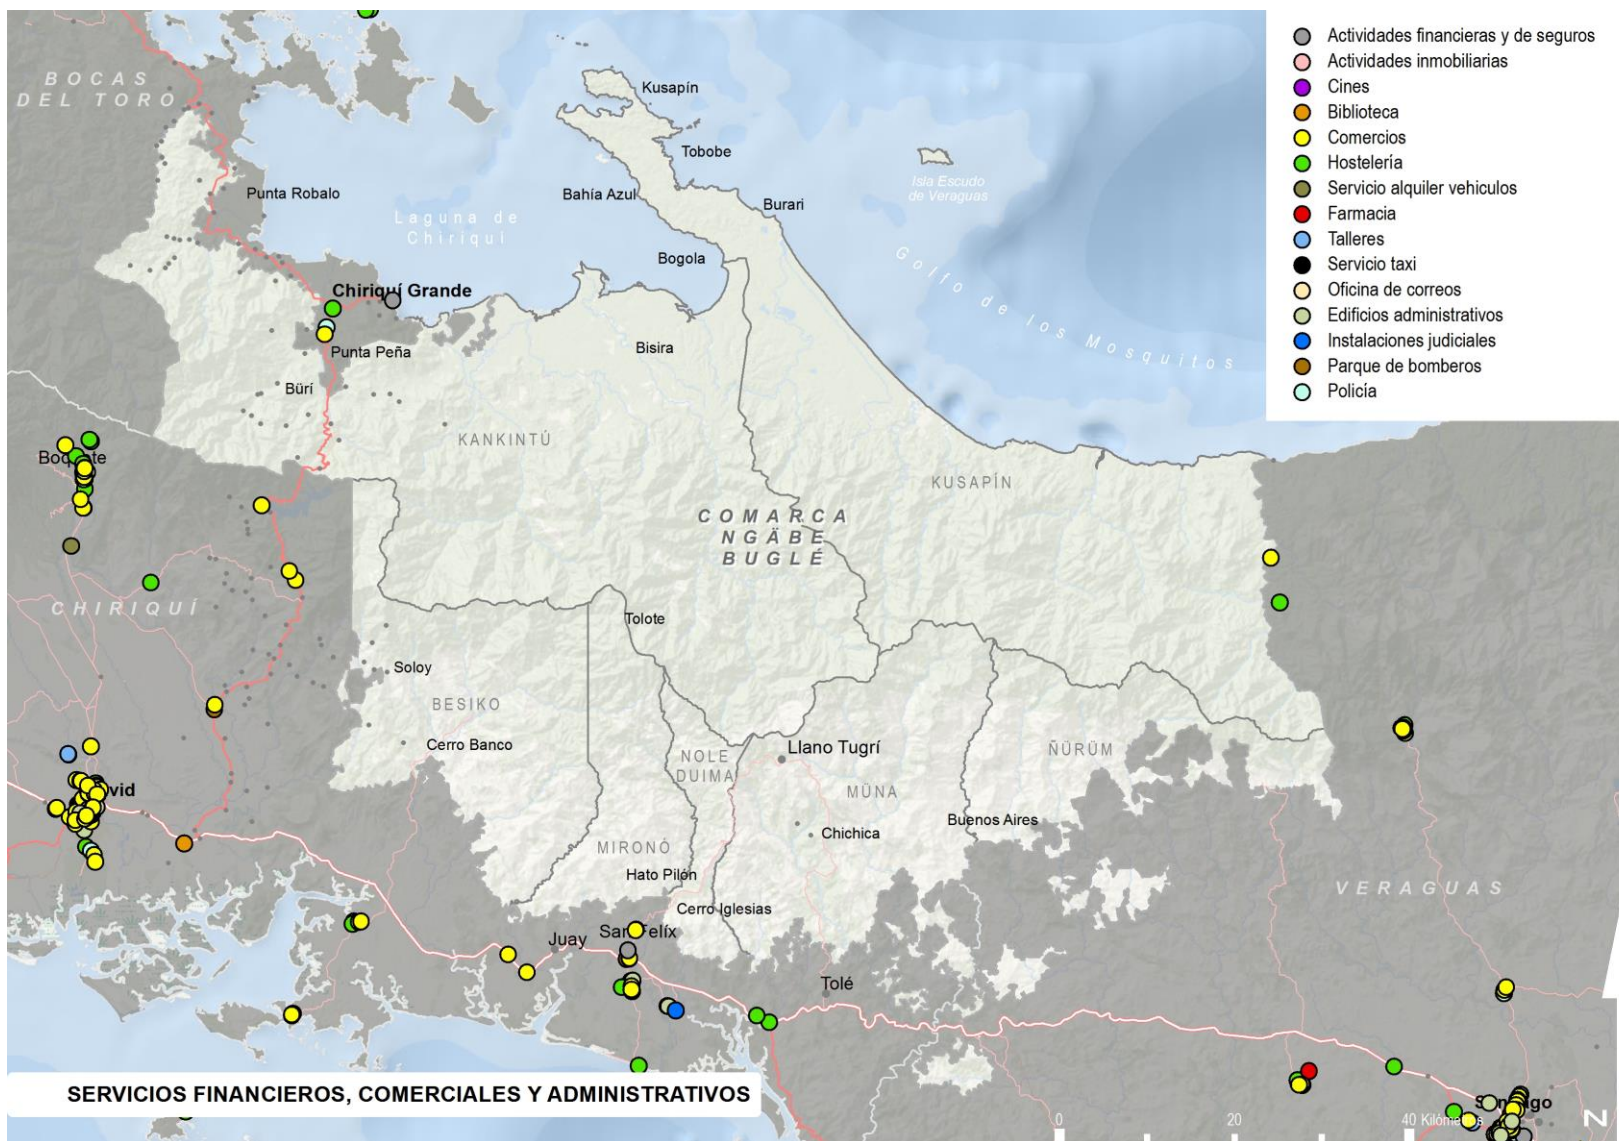 Actividades financieras y de seguros
Actividades inmobiliarias
Cines
Biblioteca
Comercios
Hostelería
Servicio alquiler vehiculos
Farmacia
Talleres
Servicio taxi
Oficina de correos
Edificios administrativos
Instalaciones judiciales
Parque de bomberos
Policía
BOCAS
DEL TORO
Kusapín
Tobobe
Punta Robalo
Bahía Azul
Burari
Isla Escudo
de Veraguas
Laguna de
Chiriquí
Bogola
Golfo de los Mosquitos
Chiriquí Grande
Punta Peña
Bisira
Bürí
KANKINTÚ
KUSAPÍN
COMARCA
NGÄBE
BUGLÉ
CHIRIQUÍ
Tolote
Soloy
BESIKO
Cerro Banco
NOLE
DUIMA
Llano Tugrí
ÑÜRÜM
MÜNA
Chichica
Buenos Aires
MIRONÓ
Hato Pilón
VERAGUAS
Cerro Iglesias
Juay
San Felíx
Tolé
SERVICIOS FINANCIEROS, COMERCIALES Y ADMINISTRATIVOS
0
20
40 Kilómetros
N